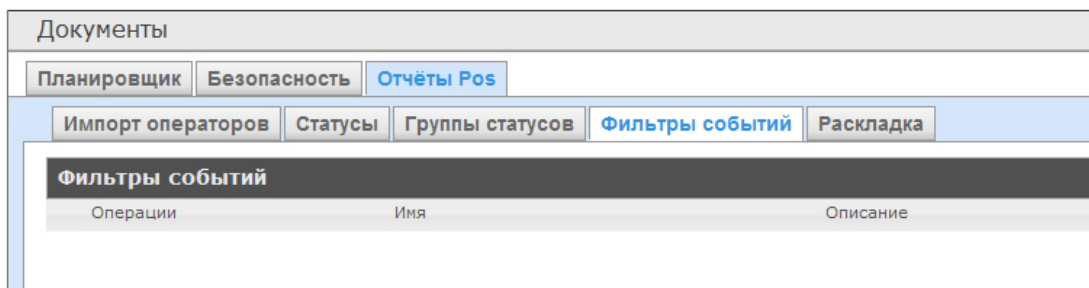 Документы
Планировщик Безопасность Отчёты Pos
Импорт операторов Статусы Группы статусов Фильтры событий Раскладка
Фильтры событий
Операции Имя Описание